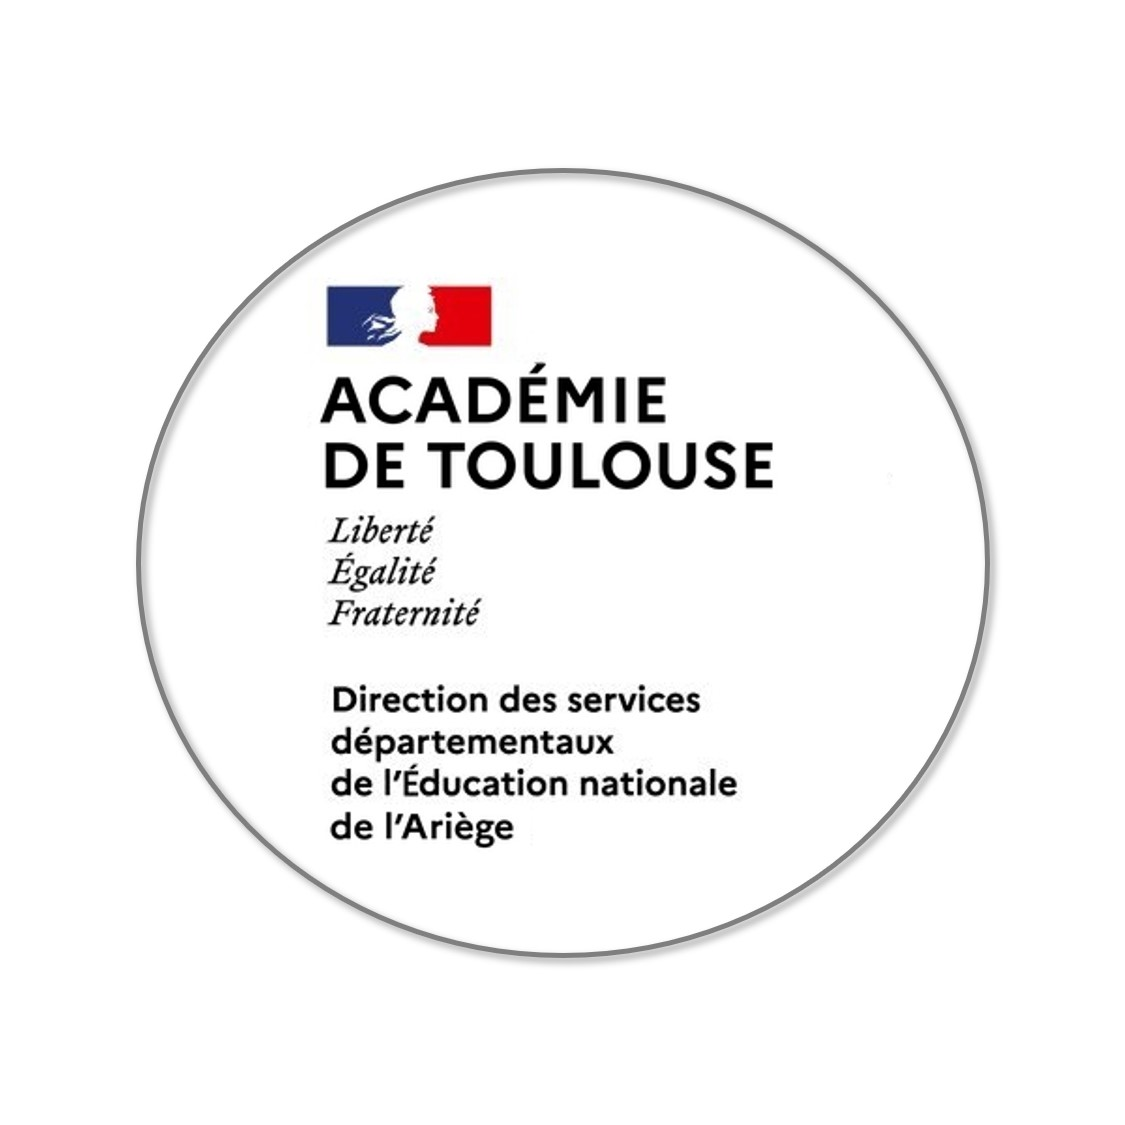 ACADÉMIE
DE TOULOUSE
Liberté
Égalité
Fraternité
Direction des services
départementaux
de l'Éducation nationale
de l'Ariège